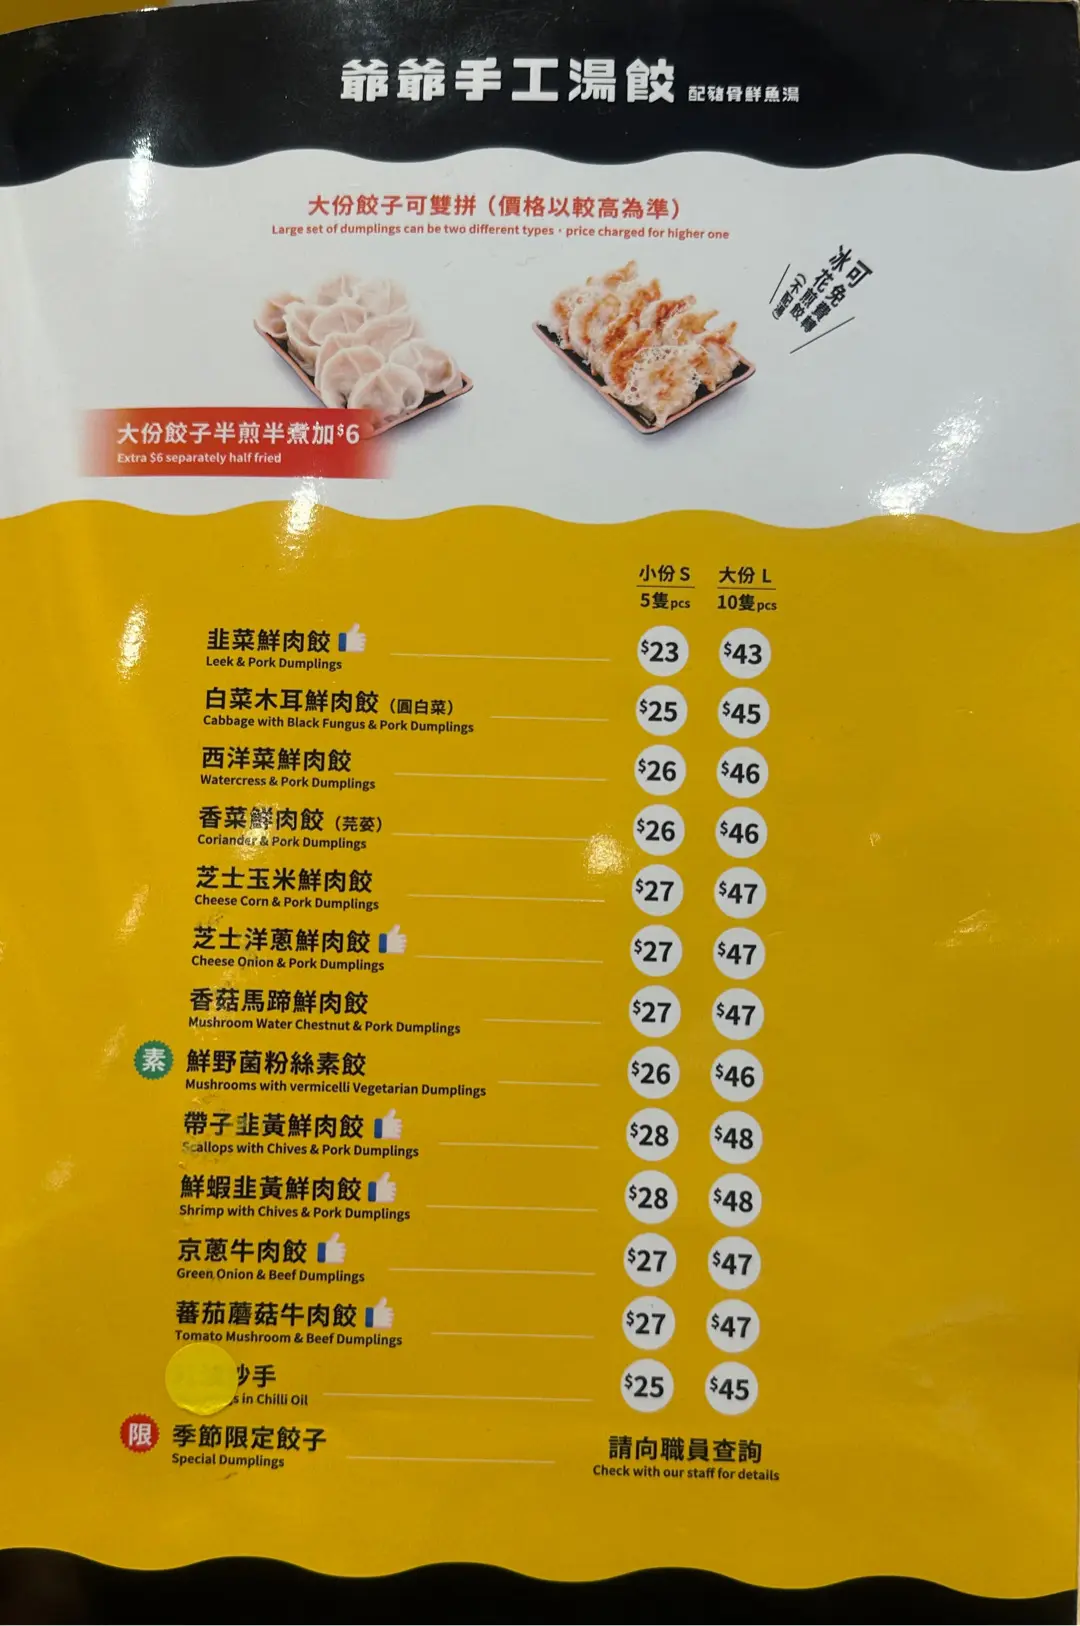 爺爺手工湯餃 配豬骨鮮魚湯
大份餃子可雙拼（價格以較高為準）
Large set of dumplings can be two different types，price charged for higher one
可免費轉
冰花煎餃
（不配湯）
大份餃子半煎半煮加$6
Extra $6 separately half fried
小份 S 大份 L
5隻pcs 10隻pcs
韭菜鮮肉餃 $23 $43
Leek & Pork Dumplings
白菜木耳鮮肉餃（圓白菜） $25 $45
Cabbage with Black Fungus & Pork Dumplings
西洋菜鮮肉餃 $26 $46
Watercress & Pork Dumplings
香菜鮮肉餃（芫荽） $26 $46
Coriander & Pork Dumplings
芝士玉米鮮肉餃 $27 $47
Cheese Corn & Pork Dumplings
芝士洋蔥鮮肉餃 $27 $47
Cheese Onion & Pork Dumplings
香菇馬蹄鮮肉餃 $27 $47
Mushroom Water Chestnut & Pork Dumplings
素 鮮野菌粉絲素餃 $26 $46
Mushrooms with vermicelli Vegetarian Dumplings
帶子韭黃鮮肉餃 $28 $48
Scallops with Chives & Pork Dumplings
鮮蝦韭黃鮮肉餃 $28 $48
Shrimp with Chives & Pork Dumplings
京蔥牛肉餃 $27 $47
Green Onion & Beef Dumplings
蕃茄蘑菇牛肉餃 $27 $47
Tomato Mushroom & Beef Dumplings
抄手 $25 $45
in Chilli Oil
限 季節限定餃子 請向職員查詢
Special Dumplings Check with our staff for details